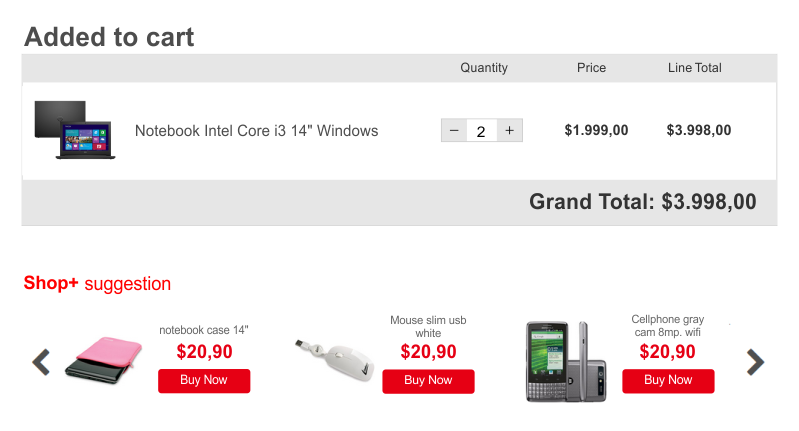 Added to cart
Quantity Price Line Total
Notebook Intel Core i3 14" Windows − 2 + $1.999,00 $3.998,00
Grand Total: $3.998,00
Shop+ suggestion
notebook case 14"
$20,90
Buy Now
Mouse slim usb
white
$20,90
Buy Now
Cellphone gray
cam 8mp. wifi
$20,90
Buy Now